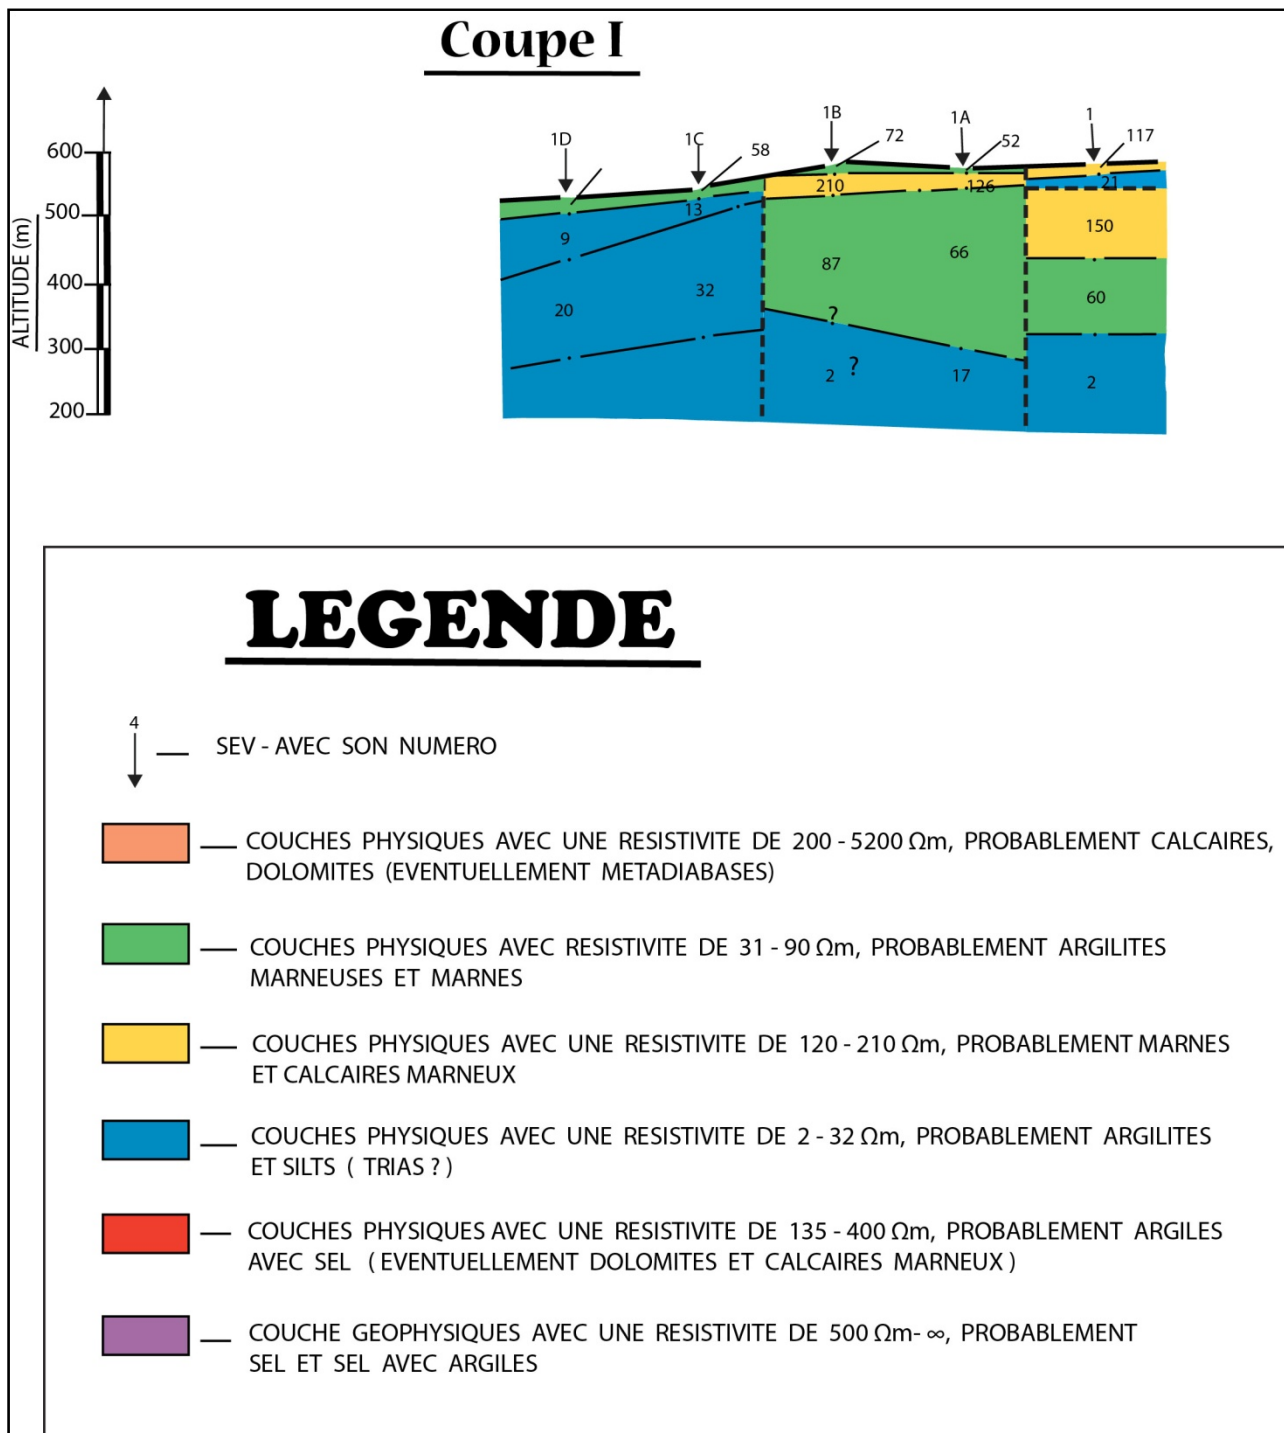 Coupe I
1B
1A
1
1D
1C
58
72
52
117
600
500
400
300
200
ALTITUDE (m)
210
126
21
13
9
150
87
66
20
32
60
?
?
2
17
2
LEGENDE
4
SEV - AVEC SON NUMERO
COUCHES PHYSIQUES AVEC UNE RESISTIVITE DE 200 - 5200 Ωm, PROBABLEMENT CALCAIRES,
DOLOMITES (EVENTUELLEMENT METADIABASES)
COUCHES PHYSIQUES AVEC RESISTIVITE DE 31 - 90 Ωm, PROBABLEMENT ARGILITES
MARNEUSES ET MARNES
COUCHES PHYSIQUES AVEC UNE RESISTIVITE DE 120 - 210 Ωm, PROBABLEMENT MARNES
ET CALCAIRES MARNEUX
COUCHES PHYSIQUES AVEC UNE RESISTIVITE DE 2 - 32 Ωm, PROBABLEMENT ARGILITES
ET SILTS ( TRIAS ? )
COUCHES PHYSIQUES AVEC UNE RESISTIVITE DE 135 - 400 Ωm, PROBABLEMENT ARGILES
AVEC SEL ( EVENTUELLEMENT DOLOMITES ET CALCAIRES MARNEUX )
COUCHE GEOPHYSIQUES AVEC UNE RESISTIVITE DE 500 Ωm- ∞, PROBABLEMENT
SEL ET SEL AVEC ARGILES